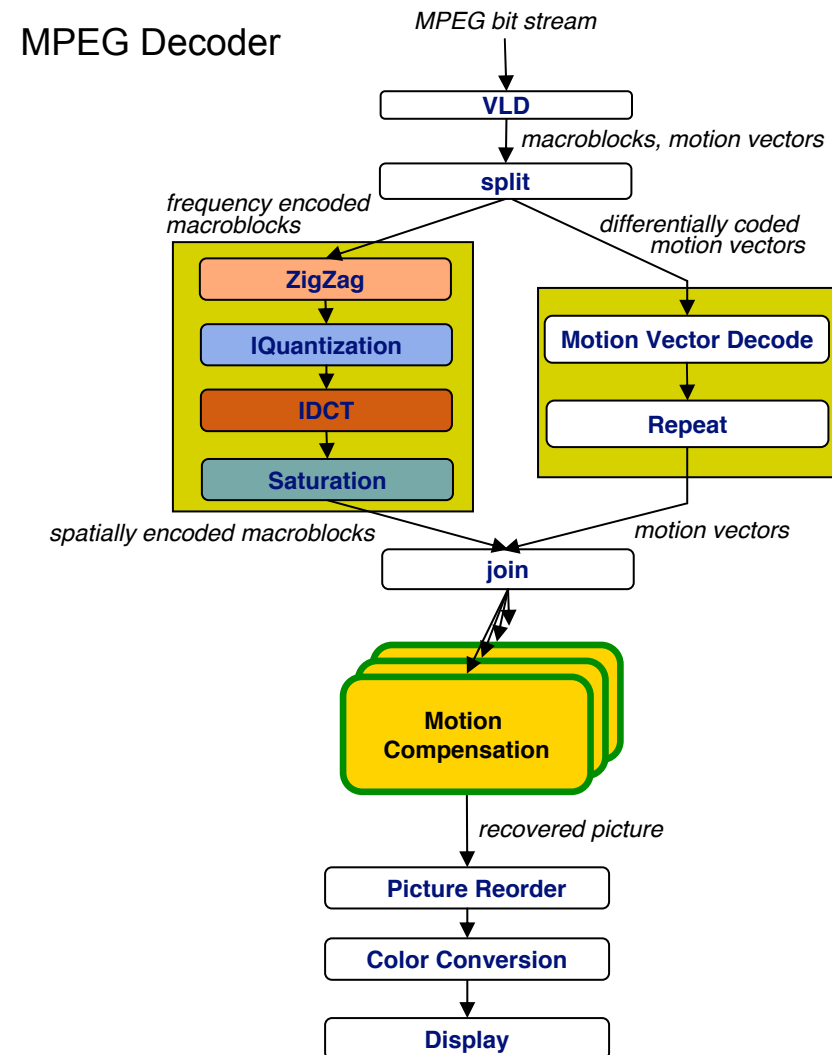 MPEG Decoder
MPEG bit stream
VLD
macroblocks, motion vectors
split
frequency encoded
macroblocks
differentially coded
motion vectors
ZigZag
IQuantization
IDCT
Saturation
Motion Vector Decode
Repeat
spatially encoded macroblocks
motion vectors
join
Motion
Compensation
recovered picture
Picture Reorder
Color Conversion
Display